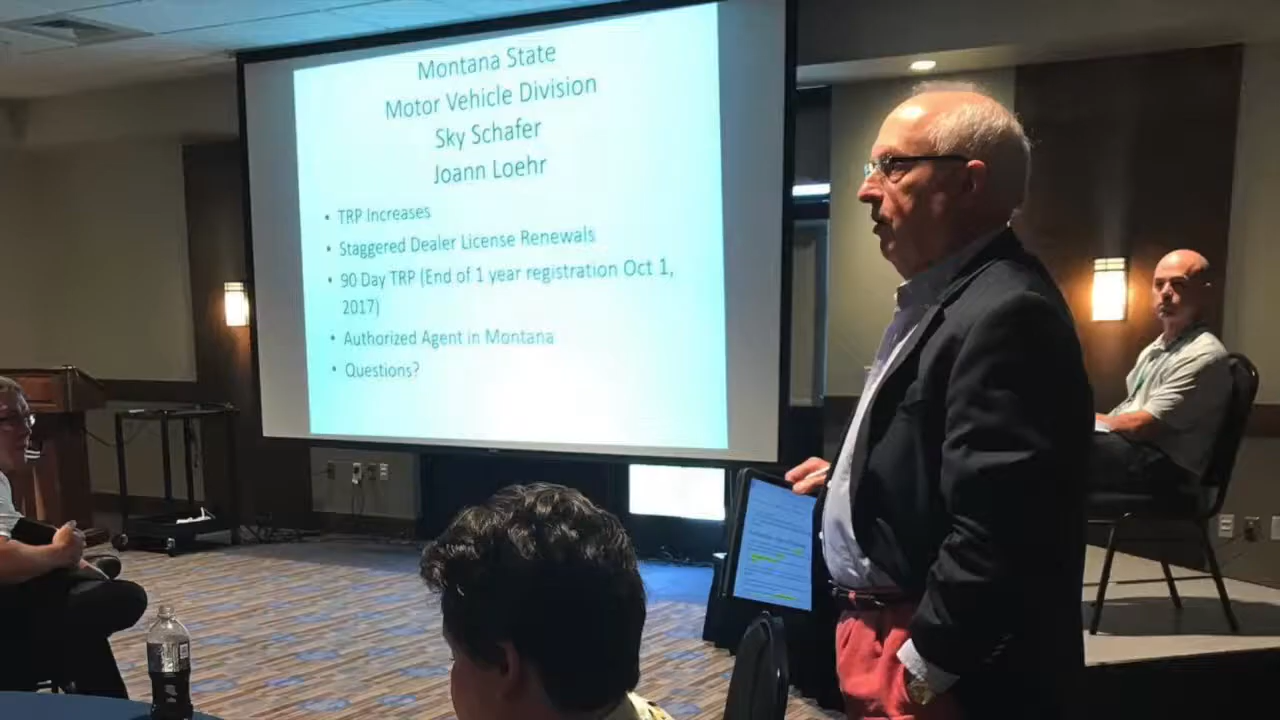 Montana State
Motor Vehicle Division
Sky Schafer
Joann Loehr
• TRP Increases
• Staggered Dealer License Renewals
• 90 Day TRP (End of 1 year registration Oct 1,
2017)
• Authorized Agent in Montana
• Questions?